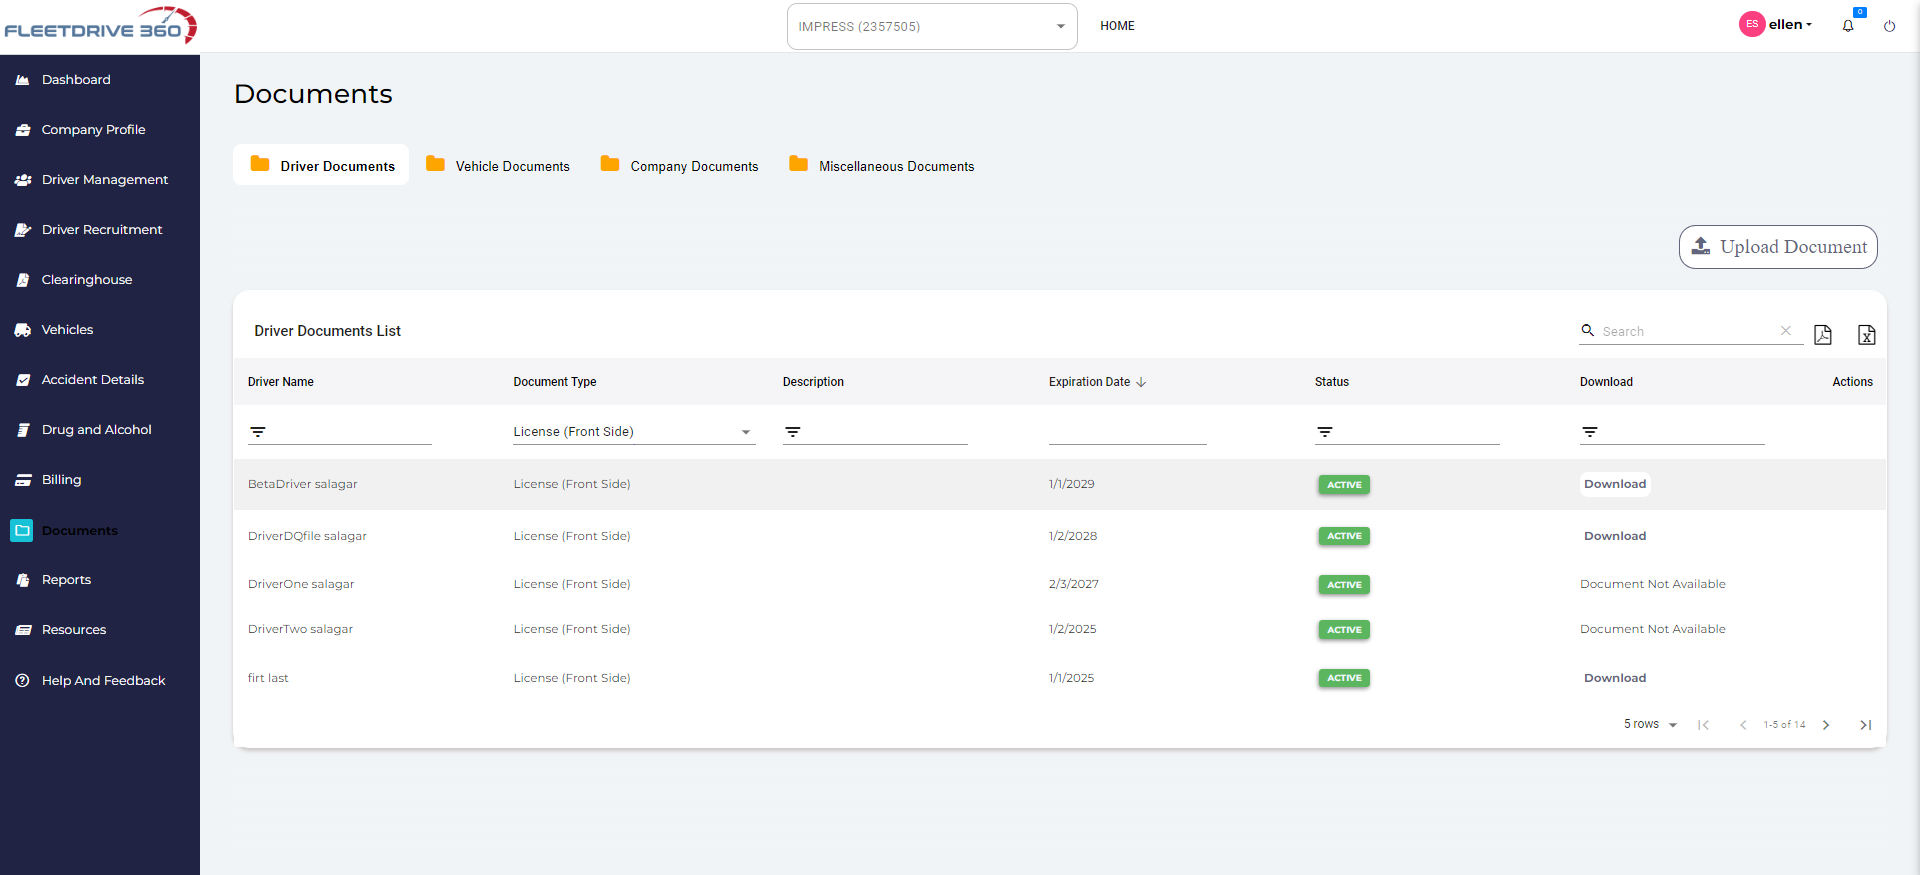 FLEETDRIVE 360
IMPRESS (2357505)
HOME
ES
ellen
0
Dashboard
Company Profile
Driver Management
Driver Recruitment
Clearinghouse
Vehicles
Accident Details
Drug and Alcohol
Billing
Documents
Reports
Resources
Help And Feedback
Documents
Driver Documents
Vehicle Documents
Company Documents
Miscellaneous Documents
Upload Document
Driver Documents List
Search
Driver Name Document Type Description Expiration Date Status Download Actions
License (Front Side)
BetaDriver salagar License (Front Side) 1/1/2029 ACTIVE Download
DriverDQfile salagar License (Front Side) 1/2/2028 ACTIVE Download
DriverOne salagar License (Front Side) 2/3/2027 ACTIVE Document Not Available
DriverTwo salagar License (Front Side) 1/2/2025 ACTIVE Document Not Available
firt last License (Front Side) 1/1/2025 ACTIVE Download
5 rows 1-5 of 14